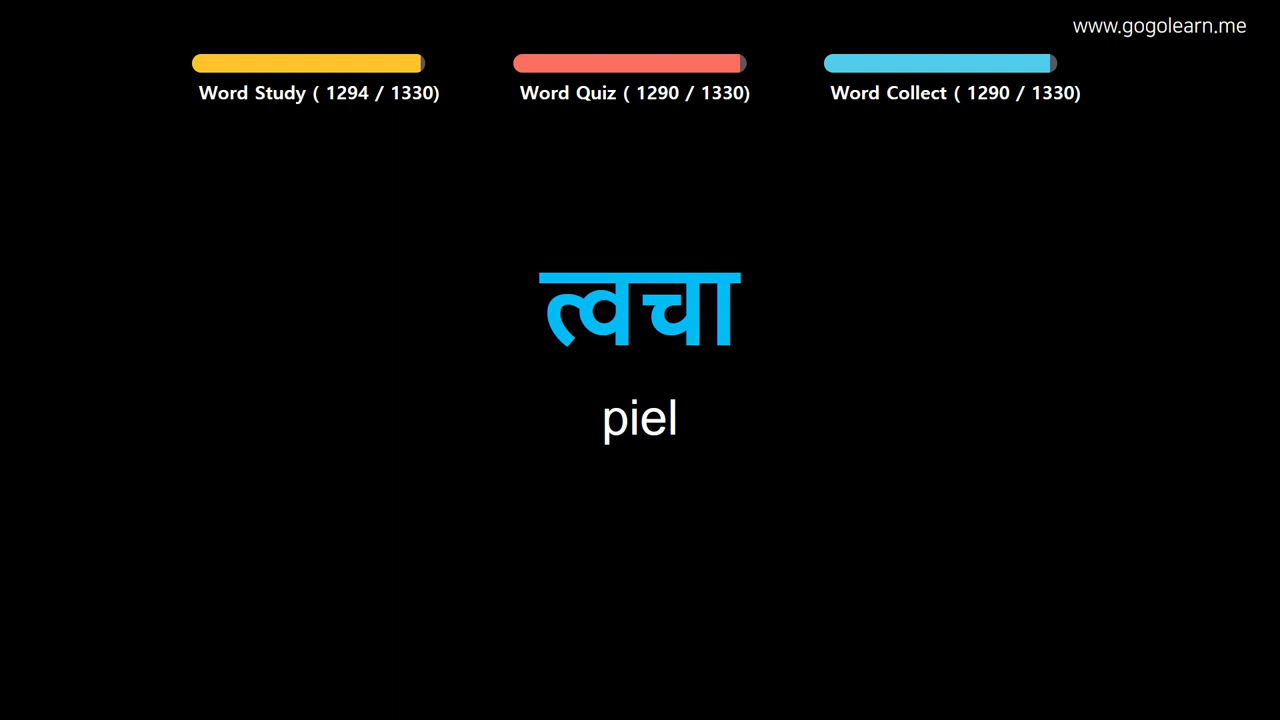 www.gogolearn.me
Word Study ( 1294 / 1330)
Word Quiz ( 1290 / 1330)
Word Collect ( 1290 / 1330)
त्वचा
piel